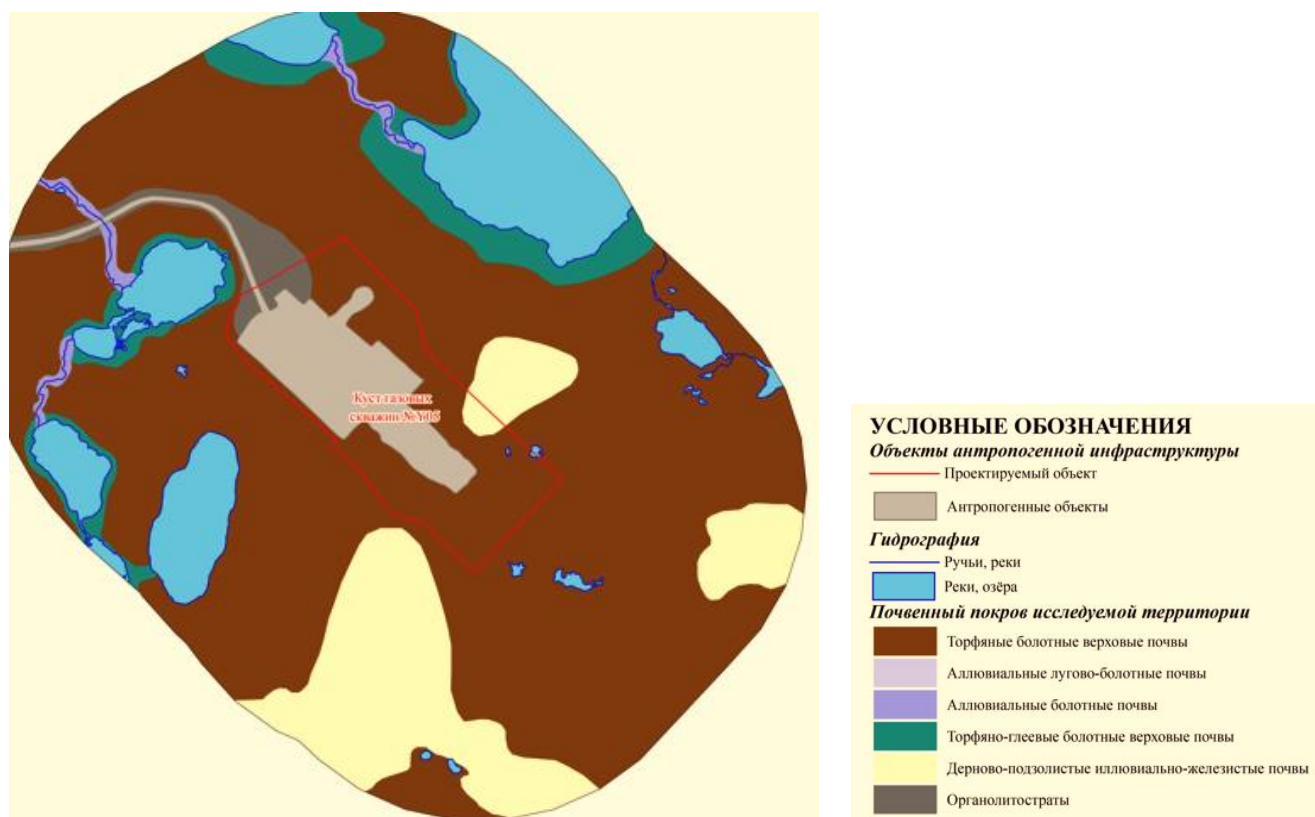 Куст газовых
скважин №У05
УСЛОВНЫЕ ОБОЗНАЧЕНИЯ
Объекты антропогенной инфраструктуры
Проектируемый объект
Антропогенные объекты
Гидрография
Ручьи, реки
Реки, озёра
Почвенный покров исследуемой территории
Торфяные болотные верховые почвы
Аллювиальные лугово-болотные почвы
Аллювиальные болотные почвы
Торфяно-глеевые болотные верховые почвы
Дерново-подзолистые иллювиально-железистые почвы
Органолитостраты